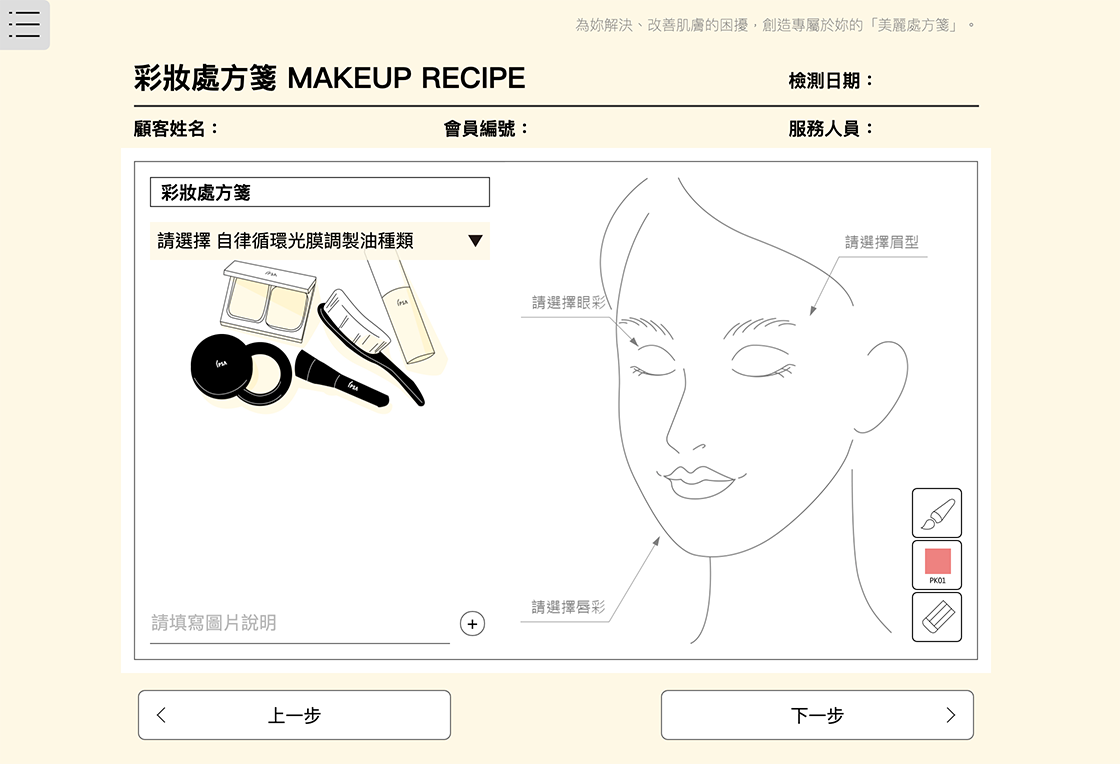 為妳解決、改善肌膚的困擾，創造專屬於妳的「美麗處方箋」。
彩妝處方箋 MAKEUP RECIPE
檢測日期：
顧客姓名：
會員編號：
服務人員：
彩妝處方箋
請選擇 自律循環光膜調製油種類
請選擇眉型
IPSA
請選擇眼彩
IPSA
IPSA
IPSA
PK01
請選擇唇彩
請填寫圖片說明
上一步
下一步